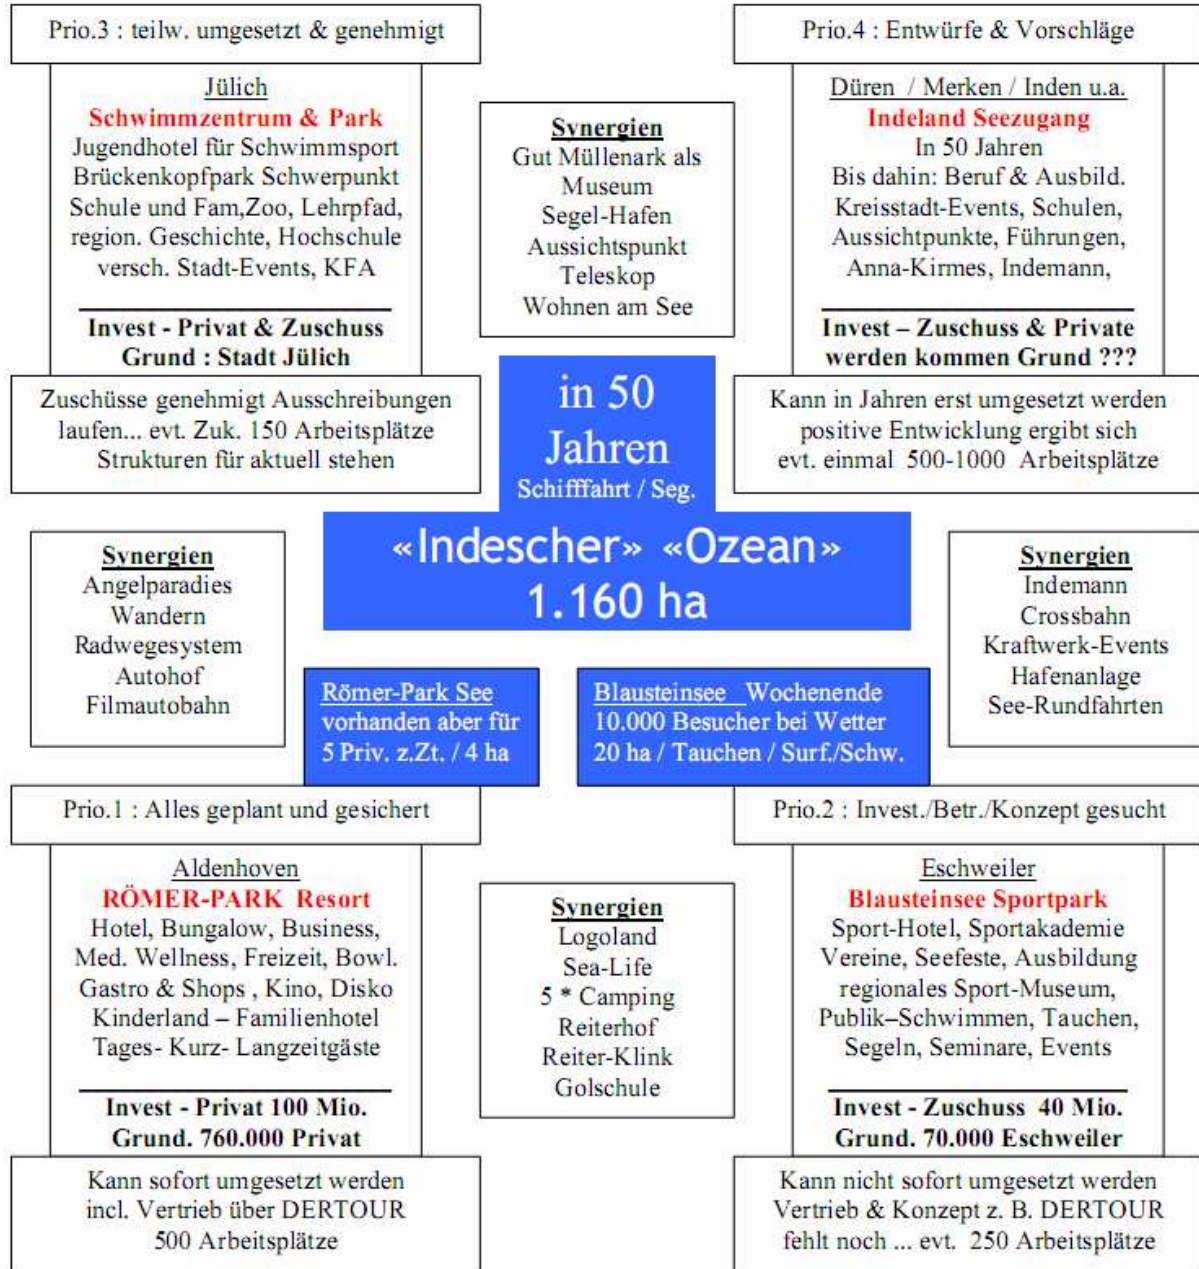 Prio.3 : teilw. umgesetzt & genehmigt
Jülich
Schwimmzentrum & Park
Jugendhotel für Schwimmsport
Brückenkopfpark Schwerpunkt
Schule und Fam,Zoo, Lehrpfad,
region. Geschichte, Hochschule
versch. Stadt-Events, KFA
Invest - Privat & Zuschuss
Grund : Stadt Jülich
Zuschüsse genehmigt Ausschreibungen
laufen... evt. Zuk. 150 Arbeitsplätze
Strukturen für aktuell stehen
Synergien
Gut Müllenark als
Museum
Segel-Hafen
Aussichtspunkt
Teleskop
Wohnen am See
Prio.4 : Entwürfe & Vorschläge
Düren / Merken / Inden u.a.
Indeland Seezugang
In 50 Jahren
Bis dahin: Beruf & Ausbild.
Kreisstadt-Events, Schulen,
Aussichtpunkte, Führungen,
Anna-Kirmes, Indemann,
Invest – Zuschuss & Private
werden kommen Grund ???
Kann in Jahren erst umgesetzt werden
positive Entwicklung ergibt sich
evt. einmal 500-1000 Arbeitsplätze
in 50
Jahren
Schifffahrt / Seg.
«Indescher» «Ozean»
1.160 ha
Synergien
Angelparadies
Wandern
Radwegesystem
Autohof
Filmautobahn
Synergien
Indemann
Crossbahn
Kraftwerk-Events
Hafenanlage
See-Rundfahrten
Römer-Park See
vorhanden aber für
5 Priv. z.Zt. / 4 ha
Blausteinsee Wochenende
10.000 Besucher bei Wetter
20 ha / Tauchen / Surf./Schw.
Prio.1 : Alles geplant und gesichert
Aldenhoven
RÖMER-PARK Resort
Hotel, Bungalow, Business,
Med. Wellness, Freizeit, Bowl.
Gastro & Shops , Kino, Disko
Kinderland – Familienhotel
Tages- Kurz- Langzeitgäste
Invest - Privat 100 Mio.
Grund. 760.000 Privat
Kann sofort umgesetzt werden
incl. Vertrieb über DERTOUR
500 Arbeitsplätze
Synergien
Logoland
Sea-Life
5 * Camping
Reiterhof
Reiter-Klink
Golschule
Prio.2 : Invest./Betr./Konzept gesucht
Eschweiler
Blausteinsee Sportpark
Sport-Hotel, Sportakademie
Vereine, Seefeste, Ausbildung
regionales Sport-Museum,
Publik–Schwimmen, Tauchen,
Segeln, Seminare, Events
Invest - Zuschuss 40 Mio.
Grund. 70.000 Eschweiler
Kann nicht sofort umgesetzt werden
Vertrieb & Konzept z. B. DERTOUR
fehlt noch ... evt. 250 Arbeitsplätze